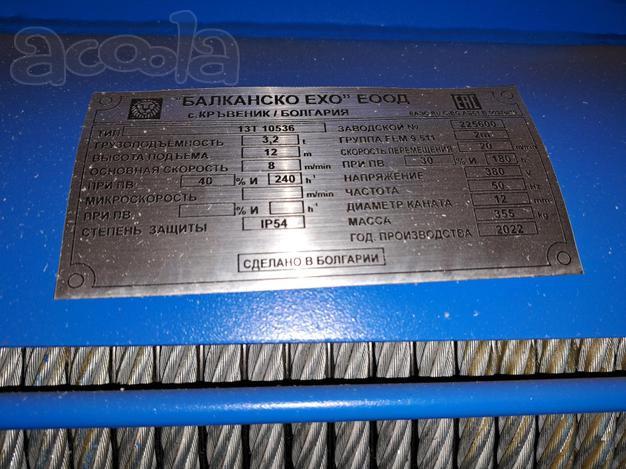 acoola
"БАЛКАНСКО ЕХО" ЕООД
с. КРЪВЕНИК / БОЛГАРИЯ
EAC
ТИП 13T 10536
ГРУЗОПОДЪЕМНОСТЬ 3,2 t
ВЫСОТА ПОДЪЕМА 12 m
ОСНОВНАЯ СКОРОСТЬ 8 m/min
ПРИ ПВ 40 % И 240 h⁻¹
МИКРОСКОРОСТЬ m/min
ПРИ ПВ % И h⁻¹
СТЕПЕНЬ ЗАЩИТЫ IP54
ЗАВОДСКОЙ № 225600
ГРУППА FEM 9.511 2m
СКОРОСТЬ ПЕРЕМЕЩЕНИЯ 20 m/min
ПРИ ПВ 30 % И 180 h⁻¹
НАПРЯЖЕНИЕ 380 V
ЧАСТОТА 50 Hz
ДИАМЕТР КАНАТА 12 mm
МАССА 355 kg
ГОД. ПРОИЗВОДСТВА 2022
СДЕЛАНО В БОЛГАРИИ